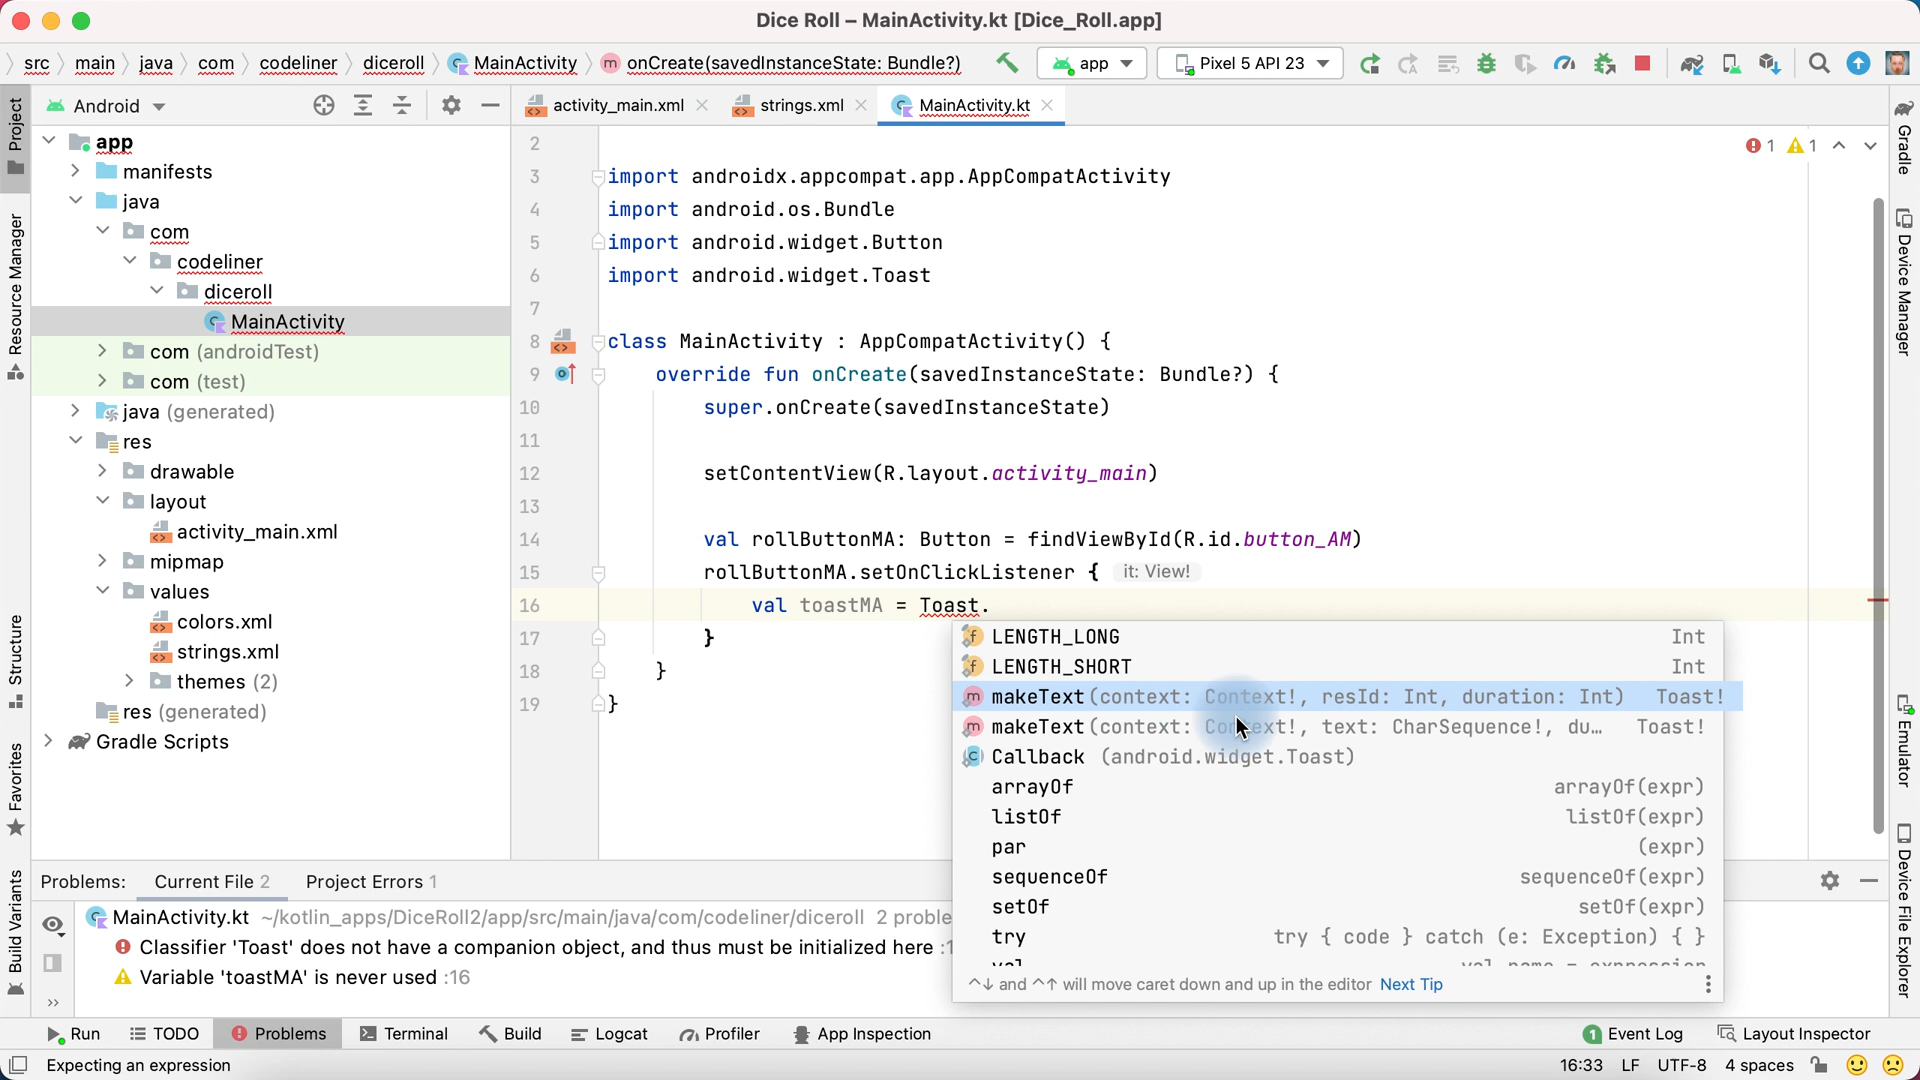 Dice Roll – MainActivity.kt [Dice_Roll.app]
src main java com codeliner diceroll MainActivity onCreate(savedInstanceState: Bundle?) app Pixel 5 API 23
Project
Resource Manager
Structure
Favorites
Build Variants
Android
app
manifests
java
com
codeliner
diceroll
MainActivity
com (androidTest)
com (test)
java (generated)
res
drawable
layout
activity_main.xml
mipmap
values
colors.xml
strings.xml
themes (2)
res (generated)
Gradle Scripts
activity_main.xml strings.xml MainActivity.kt
1 1
2
3 import androidx.appcompat.app.AppCompatActivity
4 import android.os.Bundle
5 import android.widget.Button
6 import android.widget.Toast
7
8 class MainActivity : AppCompatActivity() {
9 override fun onCreate(savedInstanceState: Bundle?) {
10 super.onCreate(savedInstanceState)
11
12 setContentView(R.layout.activity_main)
13
14 val rollButtonMA: Button = findViewById(R.id.button_AM)
15 rollButtonMA.setOnClickListener { it: View!
16 val toastMA = Toast.
17 }
18 }
19 }
LENGTH_LONG Int
LENGTH_SHORT Int
makeText(context: Context!, resId: Int, duration: Int) Toast!
makeText(context: Context!, text: CharSequence!, du... Toast!
Callback (android.widget.Toast)
arrayOf arrayOf(expr)
listOf listOf(expr)
par (expr)
sequenceOf sequenceOf(expr)
setOf setOf(expr)
try try { code } catch (e: Exception) { }
val val name = expression
^↓ and ^↑ will move caret down and up in the editor Next Tip
Gradle
Device Manager
Emulator
Device File Explorer
Problems: Current File 2 Project Errors 1
MainActivity.kt ~/kotlin_apps/DiceRoll2/app/src/main/java/com/codeliner/diceroll 2 proble
Classifier 'Toast' does not have a companion object, and thus must be initialized here :1
Variable 'toastMA' is never used :16
Run TODO Problems Terminal Build Logcat Profiler App Inspection 1 Event Log Layout Inspector
Expecting an expression 16:33 LF UTF-8 4 spaces